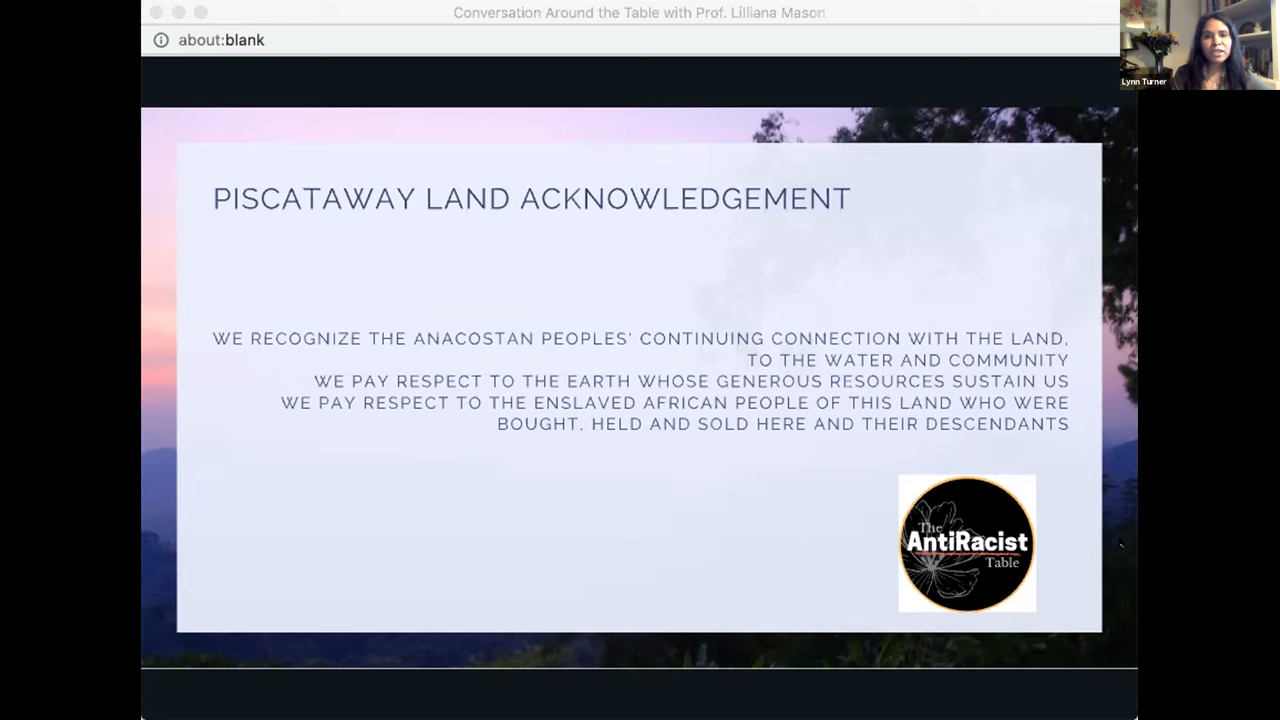 Conversation Around the Table with Prof. Lilliana Mason
about:blank
Lynn Turner
PISCATAWAY LAND ACKNOWLEDGEMENT
WE RECOGNIZE THE ANACOSTAN PEOPLES' CONTINUING CONNECTION WITH THE LAND,
TO THE WATER AND COMMUNITY
WE PAY RESPECT TO THE EARTH WHOSE GENEROUS RESOURCES SUSTAIN US
WE PAY RESPECT TO THE ENSLAVED AFRICAN PEOPLE OF THIS LAND WHO WERE
BOUGHT, HELD AND SOLD HERE AND THEIR DESCENDANTS
The
AntiRacist
Table